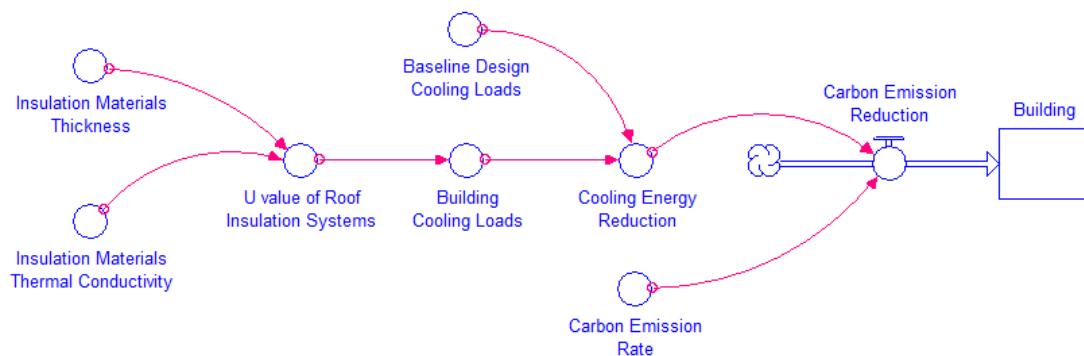 Baseline Design
Cooling Loads
Insulation Materials
Thickness
Carbon Emission
Reduction
Building
U value of Roof
Insulation Systems
Building
Cooling Loads
Cooling Energy
Reduction
Insulation Materials
Thermal Conductivity
Carbon Emission
Rate